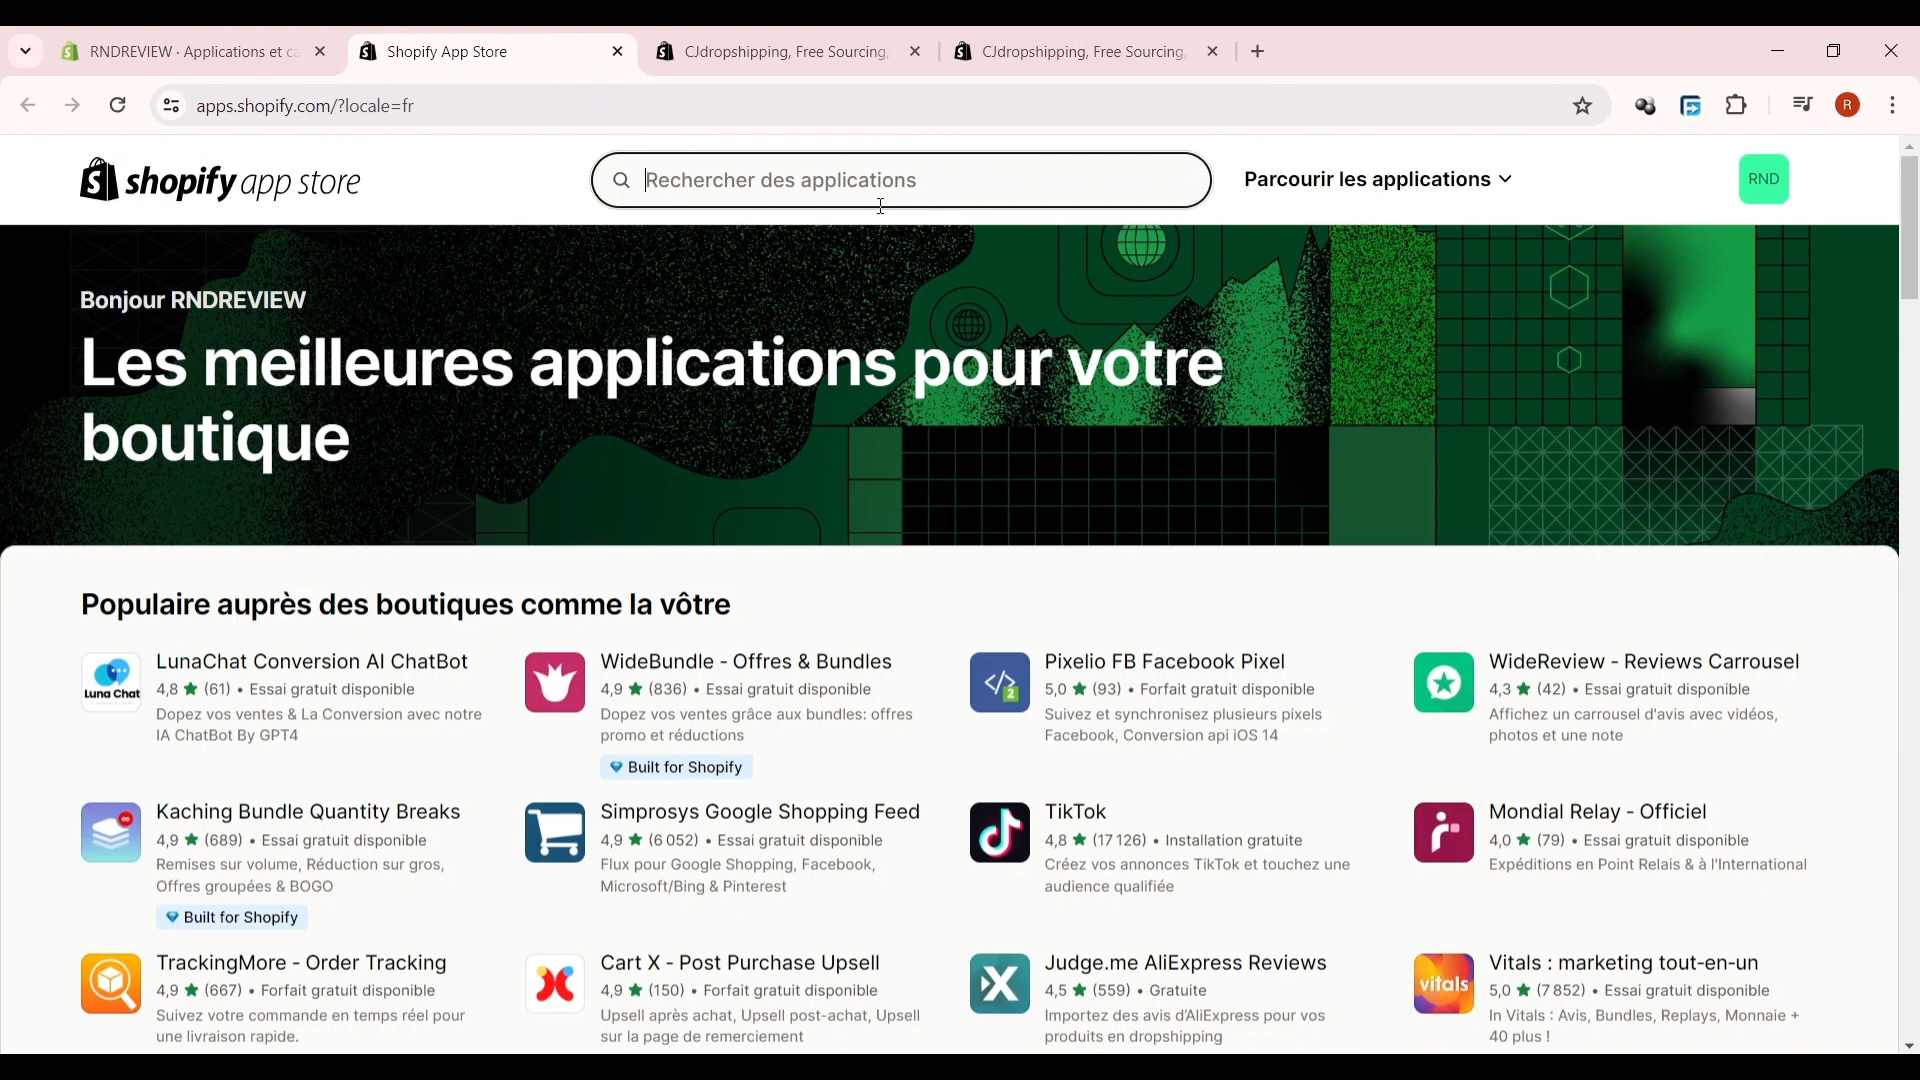 RNDREVIEW · Applications et ca
Shopify App Store
CJdropshipping, Free Sourcing,
CJdropshipping, Free Sourcing,
apps.shopify.com/?locale=fr
R
shopify app store
Rechercher des applications
Parcourir les applications
RND
Bonjour RNDREVIEW
Les meilleures applications pour votre
boutique
Populaire auprès des boutiques comme la vôtre
Luna Chat
LunaChat Conversion AI ChatBot
4,8 ★ (61) • Essai gratuit disponible
Dopez vos ventes & La Conversion avec notre
IA ChatBot By GPT4
WideBundle - Offres & Bundles
4,9 ★ (836) • Essai gratuit disponible
Dopez vos ventes grâce aux bundles: offres
promo et réductions
Built for Shopify
</> 2
Pixelio FB Facebook Pixel
5,0 ★ (93) • Forfait gratuit disponible
Suivez et synchronisez plusieurs pixels
Facebook, Conversion api iOS 14
WideReview - Reviews Carrousel
4,3 ★ (42) • Essai gratuit disponible
Affichez un carrousel d'avis avec vidéos,
photos et une note
Kaching Bundle Quantity Breaks
4,9 ★ (689) • Essai gratuit disponible
Remises sur volume, Réduction sur gros,
Offres groupées & BOGO
Built for Shopify
Simprosys Google Shopping Feed
4,9 ★ (6 052) • Essai gratuit disponible
Flux pour Google Shopping, Facebook,
Microsoft/Bing & Pinterest
TikTok
4,8 ★ (17 126) • Installation gratuite
Créez vos annonces TikTok et touchez une
audience qualifiée
Mondial Relay - Officiel
4,0 ★ (79) • Essai gratuit disponible
Expéditions en Point Relais & à l'International
TrackingMore - Order Tracking
4,9 ★ (667) • Forfait gratuit disponible
Suivez votre commande en temps réel pour
une livraison rapide.
Cart X - Post Purchase Upsell
4,9 ★ (150) • Forfait gratuit disponible
Upsell après achat, Upsell post-achat, Upsell
sur la page de remerciement
Judge.me AliExpress Reviews
4,5 ★ (559) • Gratuite
Importez des avis d'AliExpress pour vos
produits en dropshipping
vitals
Vitals : marketing tout-en-un
5,0 ★ (7 852) • Essai gratuit disponible
In Vitals : Avis, Bundles, Replays, Monnaie +
40 plus !